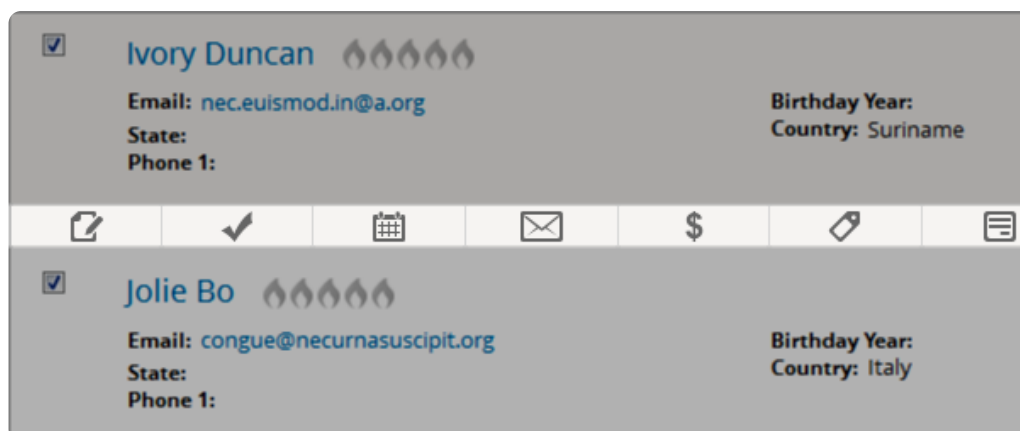 Ivory Duncan
Email: nec.euismod.in@a.org
Birthday Year:
State:
Country: Suriname
Phone 1:
$
Jolie Bo
Email: congue@necurnasuscipit.org
Birthday Year:
State:
Country: Italy
Phone 1: